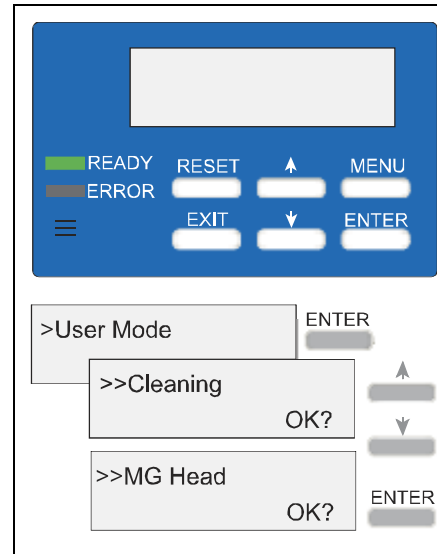 READY
ERROR
RESET
MENU
EXIT
ENTER
>User Mode
ENTER
>>Cleaning
OK?
>>MG Head
OK?
ENTER